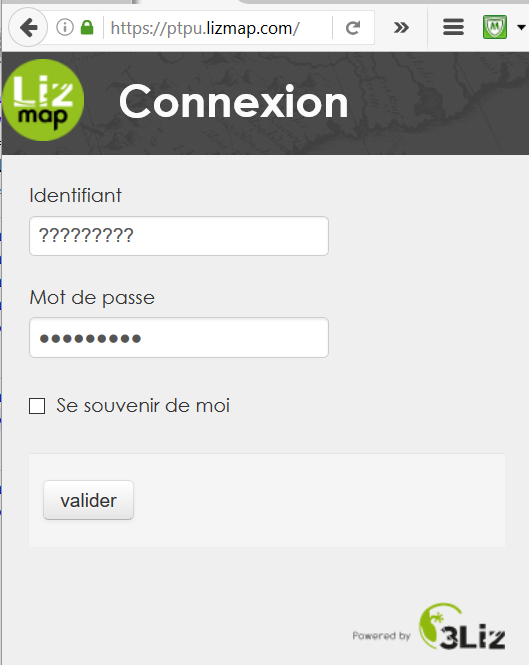 https://ptpu.lizmap.com/
Liz
map
Connexion
Identifiant
?????????
Mot de passe
●●●●●●●●●
Se souvenir de moi
valider
Powered by 3Liz